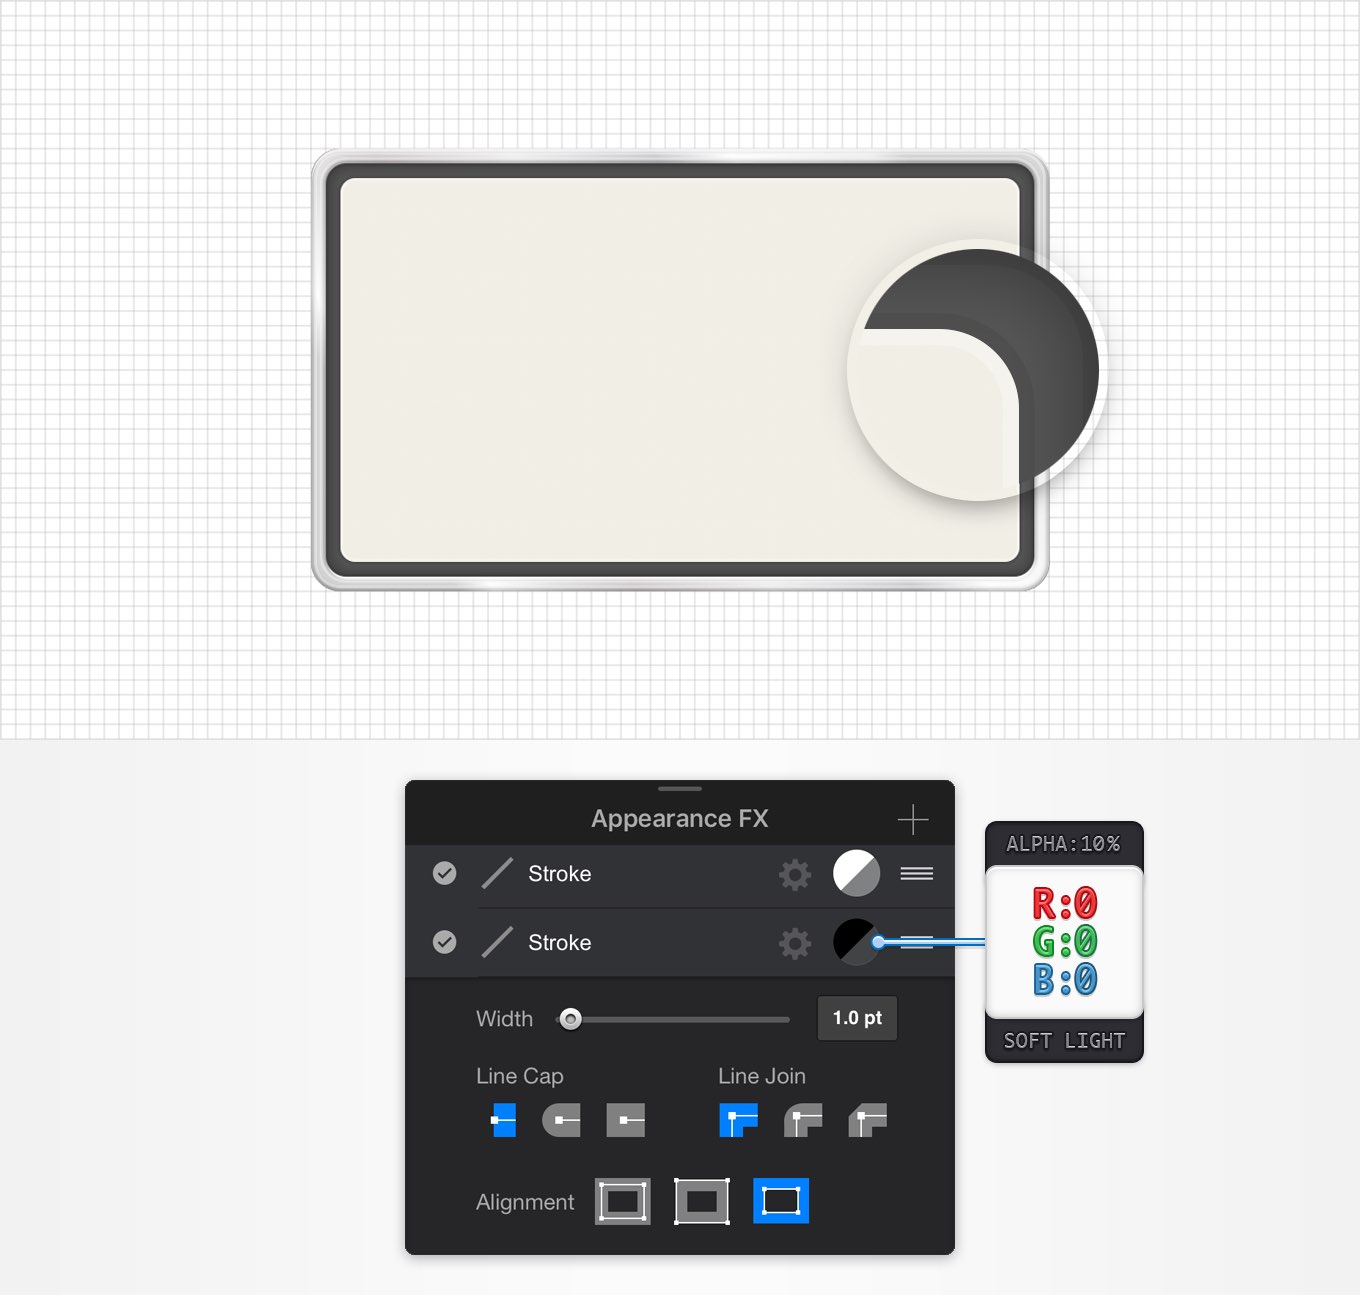 Appearance FX
Stroke
Stroke
ALPHA:10%
R:0
G:0
B:0
SOFT LIGHT
Width
1.0 pt
Line Cap
Line Join
Alignment